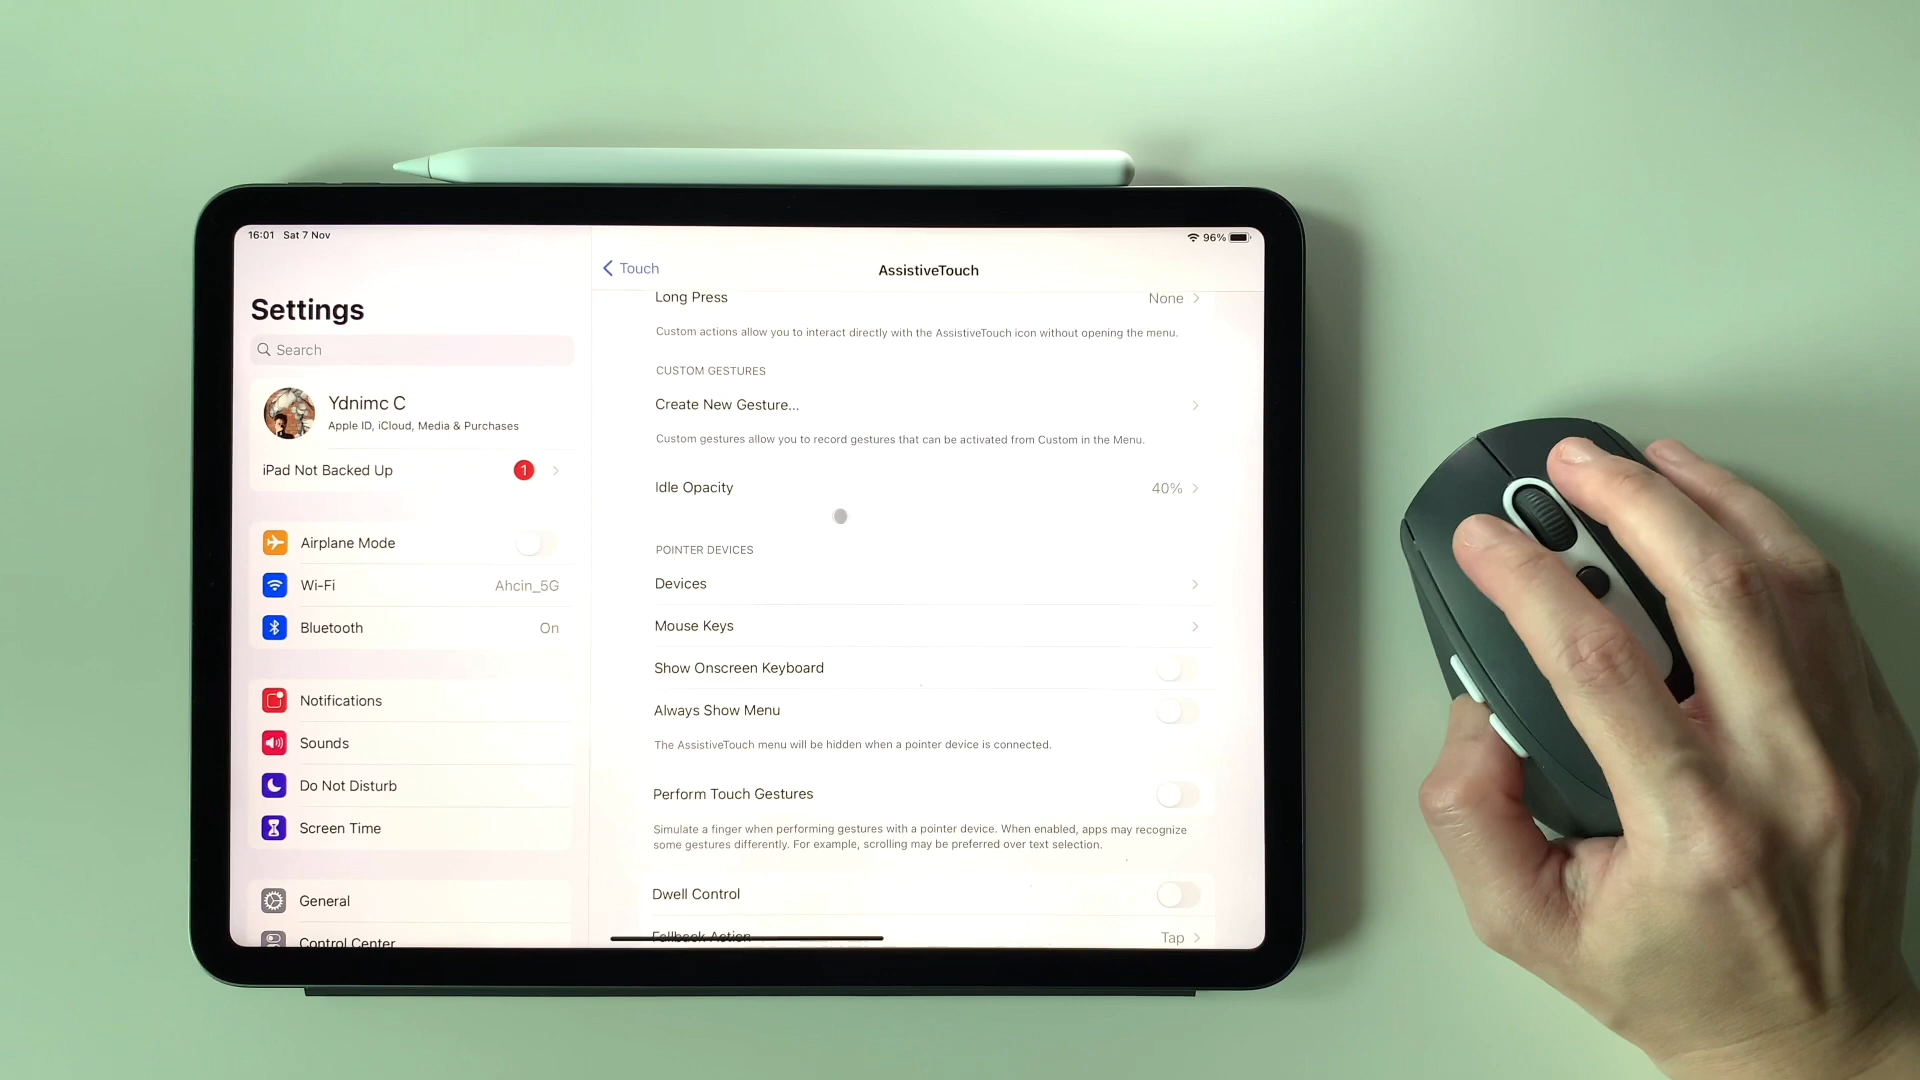 16:01 Sat 7 Nov
96%
Settings
Search
Ydnimc C
Apple ID, iCloud, Media & Purchases
iPad Not Backed Up
1
Airplane Mode
Wi-Fi
Ahcin_5G
Bluetooth
On
Notifications
Sounds
Do Not Disturb
Screen Time
General
Control Center
Touch
AssistiveTouch
Long Press
None
Custom actions allow you to interact directly with the AssistiveTouch icon without opening the menu.
CUSTOM GESTURES
Create New Gesture...
Custom gestures allow you to record gestures that can be activated from Custom in the Menu.
Idle Opacity
40%
POINTER DEVICES
Devices
Mouse Keys
Show Onscreen Keyboard
Always Show Menu
The AssistiveTouch menu will be hidden when a pointer device is connected.
Perform Touch Gestures
Simulate a finger when performing gestures with a pointer device. When enabled, apps may recognize
some gestures differently. For example, scrolling may be preferred over text selection.
Dwell Control
Fallback Action
Tap